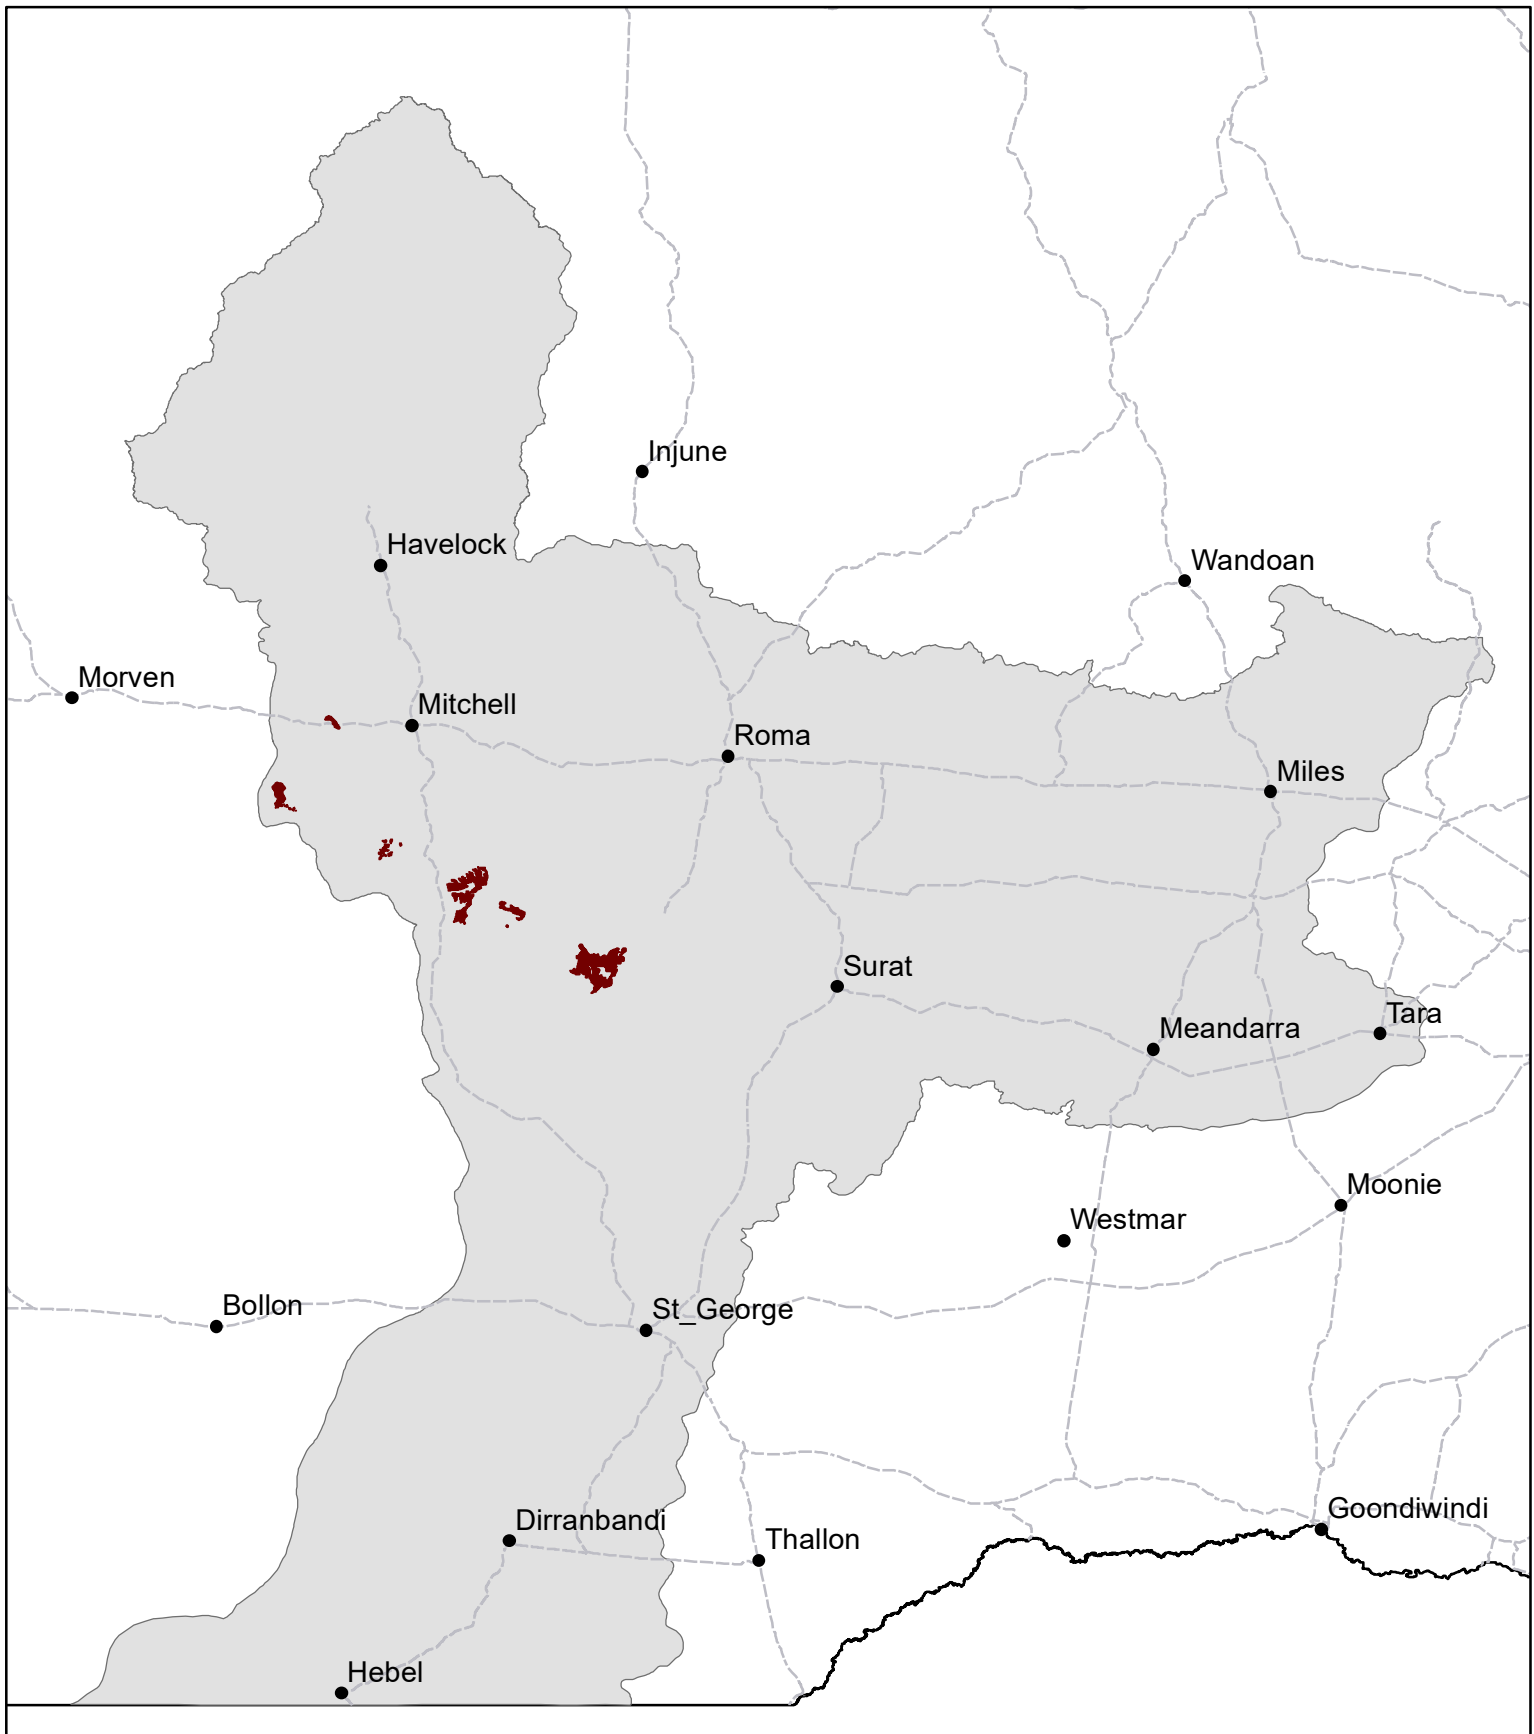 Injune
Havelock
Wandoan
Morven
Mitchell
Roma
Miles
Surat
Tara
Meandarra
Moonie
Westmar
Bollon
St_George
Goondiwindi
Dirranbandi
Thallon
Hebel